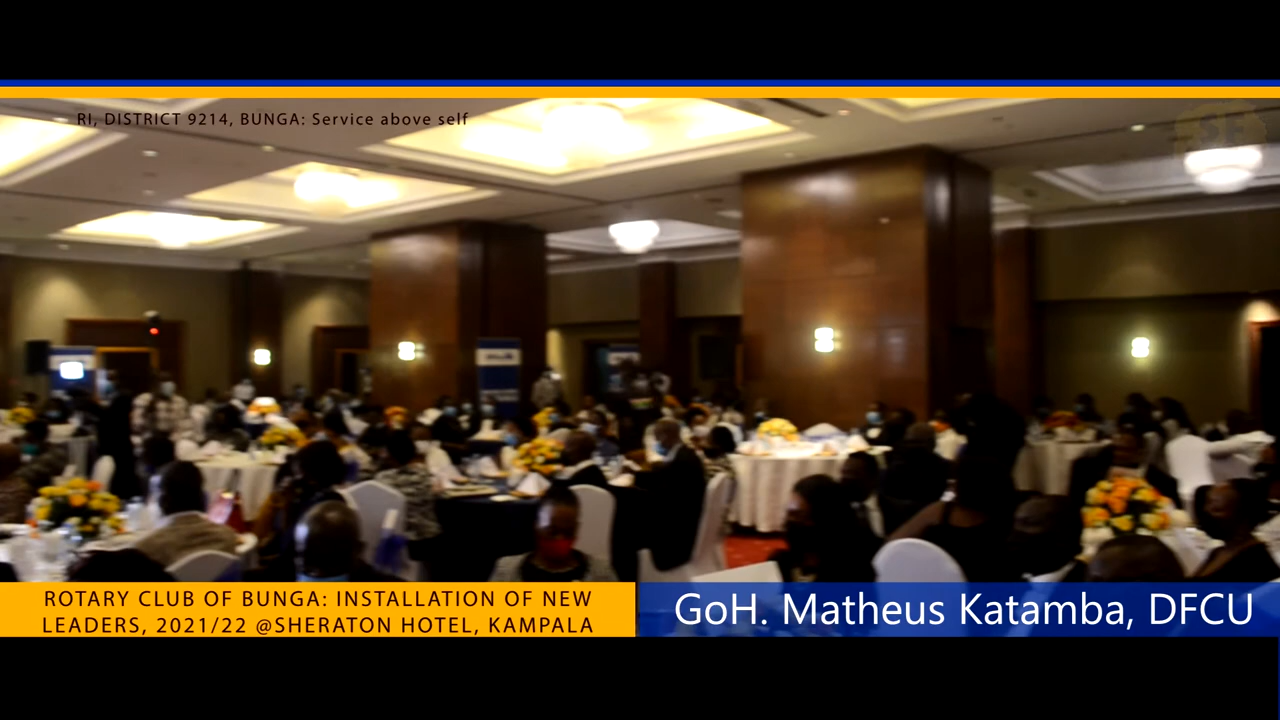 RI, DISTRICT 9214, BUNGA: Service above self
SF
ROTARY CLUB OF BUNGA: INSTALLATION OF NEW
LEADERS, 2021/22 @SHERATON HOTEL, KAMPALA
GoH. Matheus Katamba, DFCU